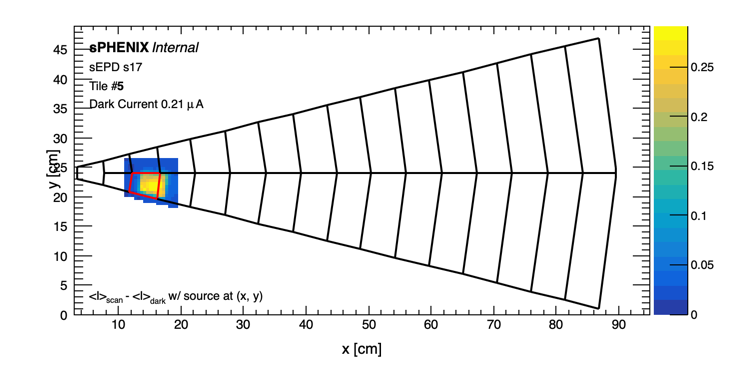 sPHENIX Internal
sEPD s17
Tile #5
Dark Current 0.21 μA
<I>scan - <I>dark w/ source at (x, y)
y [cm]
45
40
35
30
25
20
15
10
5
0
10 20 30 40 50 60 70 80 90
x [cm]
0.25
0.2
0.15
0.1
0.05
0